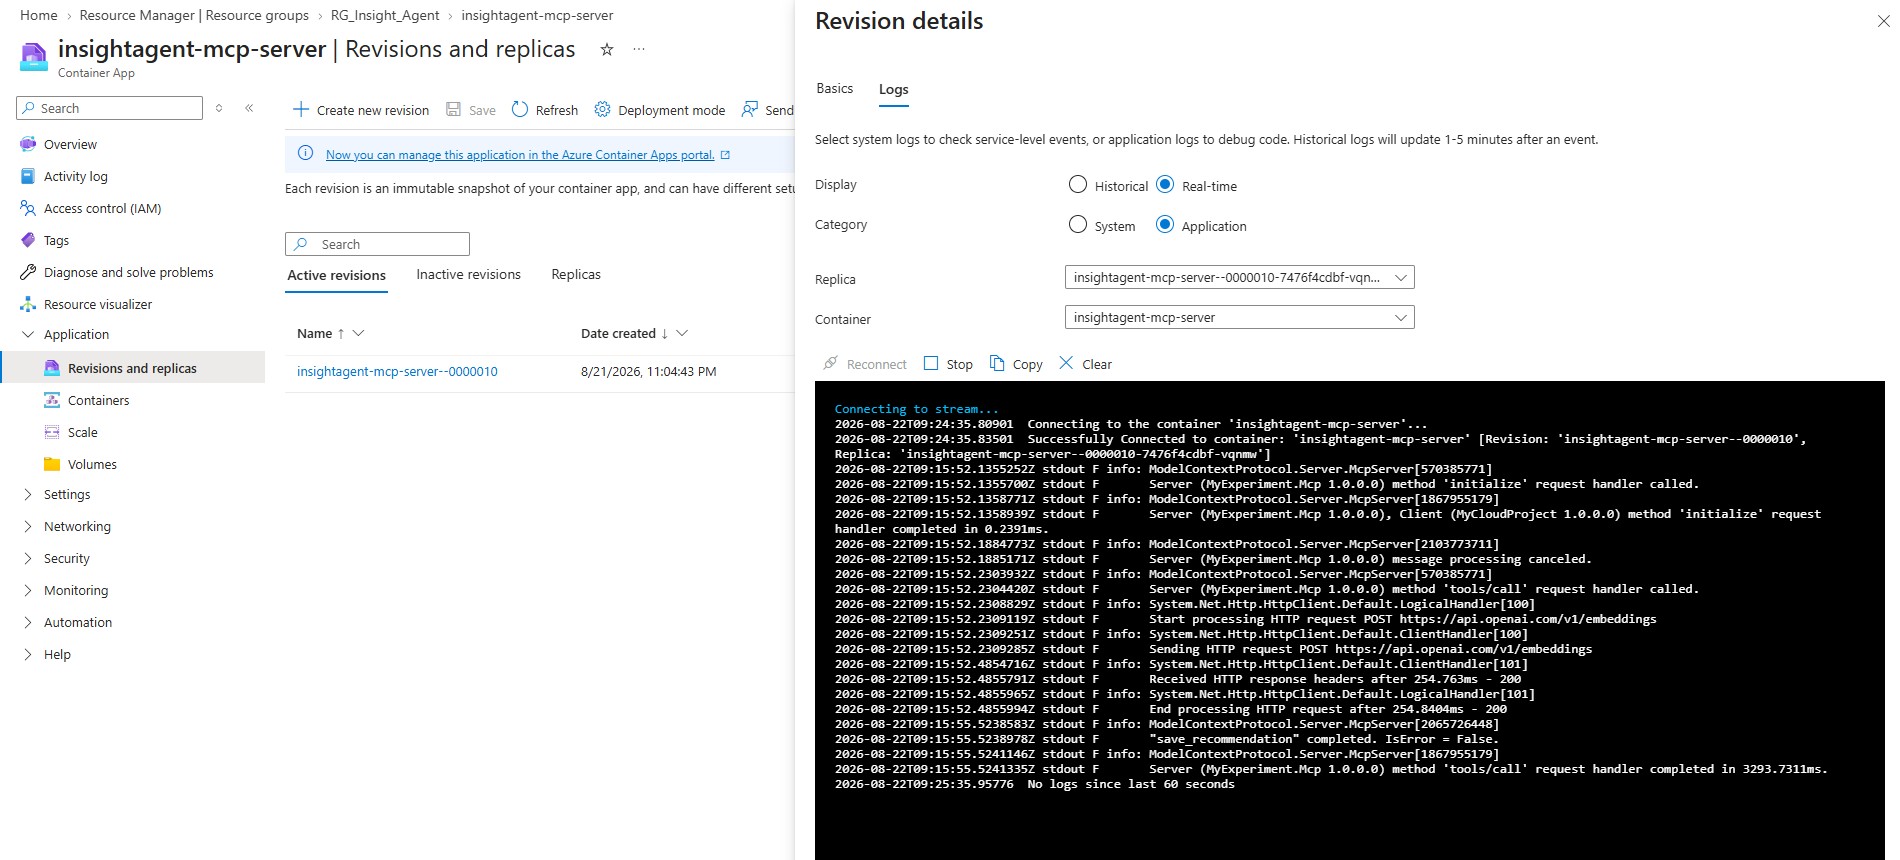 Home > Resource Manager | Resource groups > RG_Insight_Agent > insightagent-mcp-server
insightagent-mcp-server | Revisions and replicas
Container App
Search
Overview
Activity log
Access control (IAM)
Tags
Diagnose and solve problems
Resource visualizer
Application
Revisions and replicas
Containers
Scale
Volumes
Settings
Networking
Security
Monitoring
Automation
Help
Create new revision Save Refresh Deployment mode Send
Now you can manage this application in the Azure Container Apps portal.
Each revision is an immutable snapshot of your container app, and can have different setu
Search
Active revisions Inactive revisions Replicas
Name ↑ Date created ↓
insightagent-mcp-server--0000010 8/21/2026, 11:04:43 PM
Revision details
Basics Logs
Select system logs to check service-level events, or application logs to debug code. Historical logs will update 1-5 minutes after an event.
Display Historical Real-time
Category System Application
Replica insightagent-mcp-server--0000010-7476f4cdbf-vqn...
Container insightagent-mcp-server
Reconnect Stop Copy Clear
Connecting to stream...
2026-08-22T09:24:35.80901 Connecting to the container 'insightagent-mcp-server'...
2026-08-22T09:24:35.83501 Successfully Connected to container: 'insightagent-mcp-server' [Revision: 'insightagent-mcp-server--0000010',
Replica: 'insightagent-mcp-server--0000010-7476f4cdbf-vqnmw']
2026-08-22T09:15:52.1355252Z stdout F info: ModelContextProtocol.Server.McpServer[570385771]
2026-08-22T09:15:52.1355700Z stdout F Server (MyExperiment.Mcp 1.0.0.0) method 'initialize' request handler called.
2026-08-22T09:15:52.1358771Z stdout F info: ModelContextProtocol.Server.McpServer[1867955179]
2026-08-22T09:15:52.1358939Z stdout F Server (MyExperiment.Mcp 1.0.0.0), Client (MyCloudProject 1.0.0.0) method 'initialize' request
handler completed in 0.2391ms.
2026-08-22T09:15:52.1884773Z stdout F info: ModelContextProtocol.Server.McpServer[2103773711]
2026-08-22T09:15:52.1885171Z stdout F Server (MyExperiment.Mcp 1.0.0.0) message processing canceled.
2026-08-22T09:15:52.2303932Z stdout F info: ModelContextProtocol.Server.McpServer[570385771]
2026-08-22T09:15:52.2304420Z stdout F Server (MyExperiment.Mcp 1.0.0.0) method 'tools/call' request handler called.
2026-08-22T09:15:52.2308829Z stdout F info: System.Net.Http.HttpClient.Default.LogicalHandler[100]
2026-08-22T09:15:52.2309119Z stdout F Start processing HTTP request POST https://api.openai.com/v1/embeddings
2026-08-22T09:15:52.2309251Z stdout F info: System.Net.Http.HttpClient.Default.ClientHandler[100]
2026-08-22T09:15:52.2309285Z stdout F Sending HTTP request POST https://api.openai.com/v1/embeddings
2026-08-22T09:15:52.4854716Z stdout F info: System.Net.Http.HttpClient.Default.ClientHandler[101]
2026-08-22T09:15:52.4855791Z stdout F Received HTTP response headers after 254.763ms - 200
2026-08-22T09:15:52.4855965Z stdout F info: System.Net.Http.HttpClient.Default.LogicalHandler[101]
2026-08-22T09:15:52.4855994Z stdout F End processing HTTP request after 254.8404ms - 200
2026-08-22T09:15:55.5238583Z stdout F info: ModelContextProtocol.Server.McpServer[2065726448]
2026-08-22T09:15:55.5238978Z stdout F "save_recommendation" completed. IsError = False.
2026-08-22T09:15:55.5241146Z stdout F info: ModelContextProtocol.Server.McpServer[1867955179]
2026-08-22T09:15:55.5241335Z stdout F Server (MyExperiment.Mcp 1.0.0.0) method 'tools/call' request handler completed in 3293.7311ms.
2026-08-22T09:25:35.95776 No logs since last 60 seconds